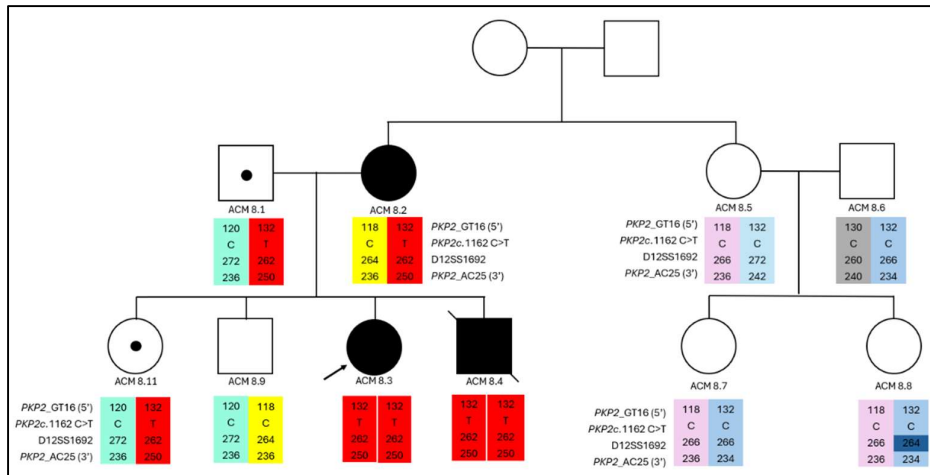 ACM 8.1
ACM 8.2
ACM 8.5
ACM 8.6
120 132
C T
272 262
236 250
118 132 PKP2_GT16 (5')
C T PKP2c.1162 C>T
264 262 D12SS1692
236 250 PKP2_AC25 (3')
PKP2_GT16 (5') 118 132
PKP2c.1162 C>T C C
D12SS1692 266 272
PKP2_AC25 (3') 236 242
130 132
C C
260 266
240 234
ACM 8.11
ACM 8.9
ACM 8.3
ACM 8.4
ACM 8.7
ACM 8.8
PKP2_GT16 (5') 120 132
PKP2c.1162 C>T C T
D12SS1692 272 262
PKP2_AC25 (3') 236 250
120 118
C C
272 264
236 236
132 132
T T
262 262
250 250
132 132
T T
262 262
250 250
PKP2_GT16 (5') 118 132
PKP2c.1162 C>T C C
D12SS1692 266 266
PKP2_AC25 (3') 236 234
118 132
C C
266 264
236 234